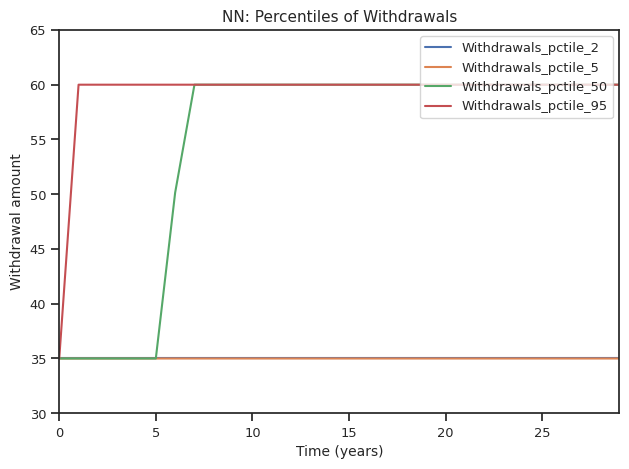 NN: Percentiles of Withdrawals
65
60
55
50
45
40
35
30
Withdrawal amount
Withdrawals_pctile_2
Withdrawals_pctile_5
Withdrawals_pctile_50
Withdrawals_pctile_95
0 5 10 15 20 25
Time (years)